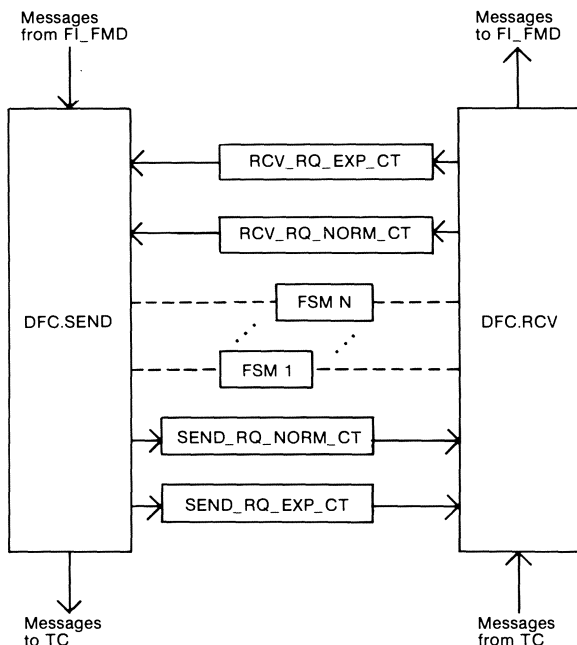 Messages
from FI_FMD
Messages
to FI_FMD
RCV_RQ_EXP_CT
RCV_RQ_NORM_CT
FSM N
DFC.SEND
DFC.RCV
FSM 1
SEND_RQ_NORM_CT
SEND_RQ_EXP_CT
Messages
to TC
Messages
from TC